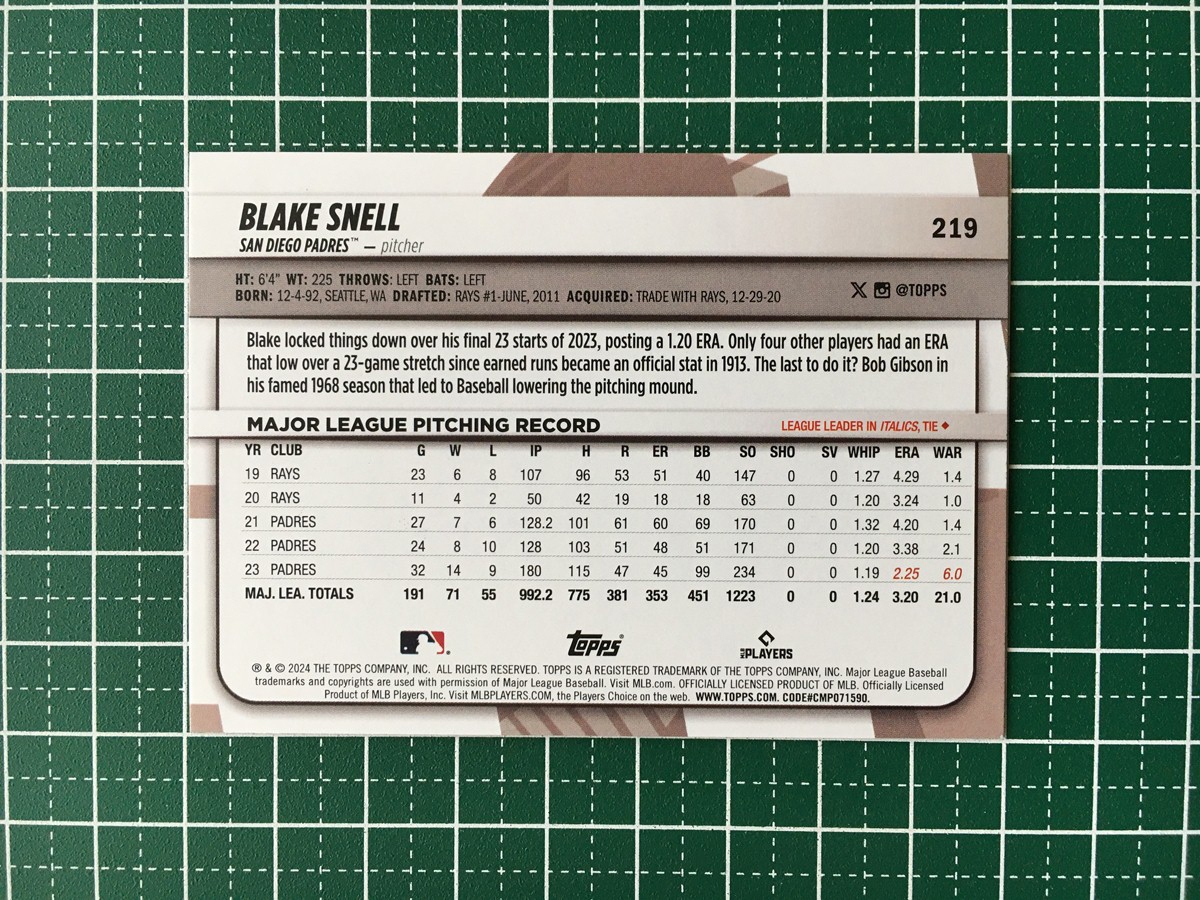 BLAKE SNELL
219
SAN DIEGO PADRES™ — pitcher
HT: 6'4" WT: 225 THROWS: LEFT BATS: LEFT
BORN: 12-4-92, SEATTLE, WA DRAFTED: RAYS #1-JUNE, 2011 ACQUIRED: TRADE WITH RAYS, 12-29-20
@TOPPS
Blake locked things down over his final 23 starts of 2023, posting a 1.20 ERA. Only four other players had an ERA
that low over a 23-game stretch since earned runs became an official stat in 1913. The last to do it? Bob Gibson in
his famed 1968 season that led to Baseball lowering the pitching mound.
MAJOR LEAGUE PITCHING RECORD LEAGUE LEADER IN ITALICS, TIE ♦
YR CLUB G W L IP H R ER BB SO SHO SV WHIP ERA WAR
19 RAYS 23 6 8 107 96 53 51 40 147 0 0 1.27 4.29 1.4
20 RAYS 11 4 2 50 42 19 18 18 63 0 0 1.20 3.24 1.0
21 PADRES 27 7 6 128.2 101 61 60 69 170 0 0 1.32 4.20 1.4
22 PADRES 24 8 10 128 103 51 48 51 171 0 0 1.20 3.38 2.1
23 PADRES 32 14 9 180 115 47 45 99 234 0 0 1.19 2.25 6.0
MAJ. LEA. TOTALS 191 71 55 992.2 775 381 353 451 1223 0 0 1.24 3.20 21.0
Topps®
MLB PLAYERS
® & © 2024 THE TOPPS COMPANY, INC. ALL RIGHTS RESERVED. TOPPS IS A REGISTERED TRADEMARK OF THE TOPPS COMPANY, INC. Major League Baseball
trademarks and copyrights are used with permission of Major League Baseball. Visit MLB.com. OFFICIALLY LICENSED PRODUCT OF MLB. Officially Licensed
Product of MLB Players, Inc. Visit MLBPLAYERS.COM, the Players Choice on the web. WWW.TOPPS.COM. CODE#CMP071590.